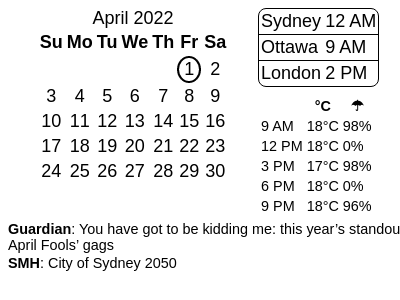 April 2022
Su Mo Tu We Th Fr Sa
1 2
3 4 5 6 7 8 9
10 11 12 13 14 15 16
17 18 19 20 21 22 23
24 25 26 27 28 29 30
Sydney 12 AM
Ottawa 9 AM
London 2 PM
°C ☂
9 AM 18°C 98%
12 PM 18°C 0%
3 PM 17°C 98%
6 PM 18°C 0%
9 PM 18°C 96%
Guardian: You have got to be kidding me: this year’s standou
April Fools’ gags
SMH: City of Sydney 2050